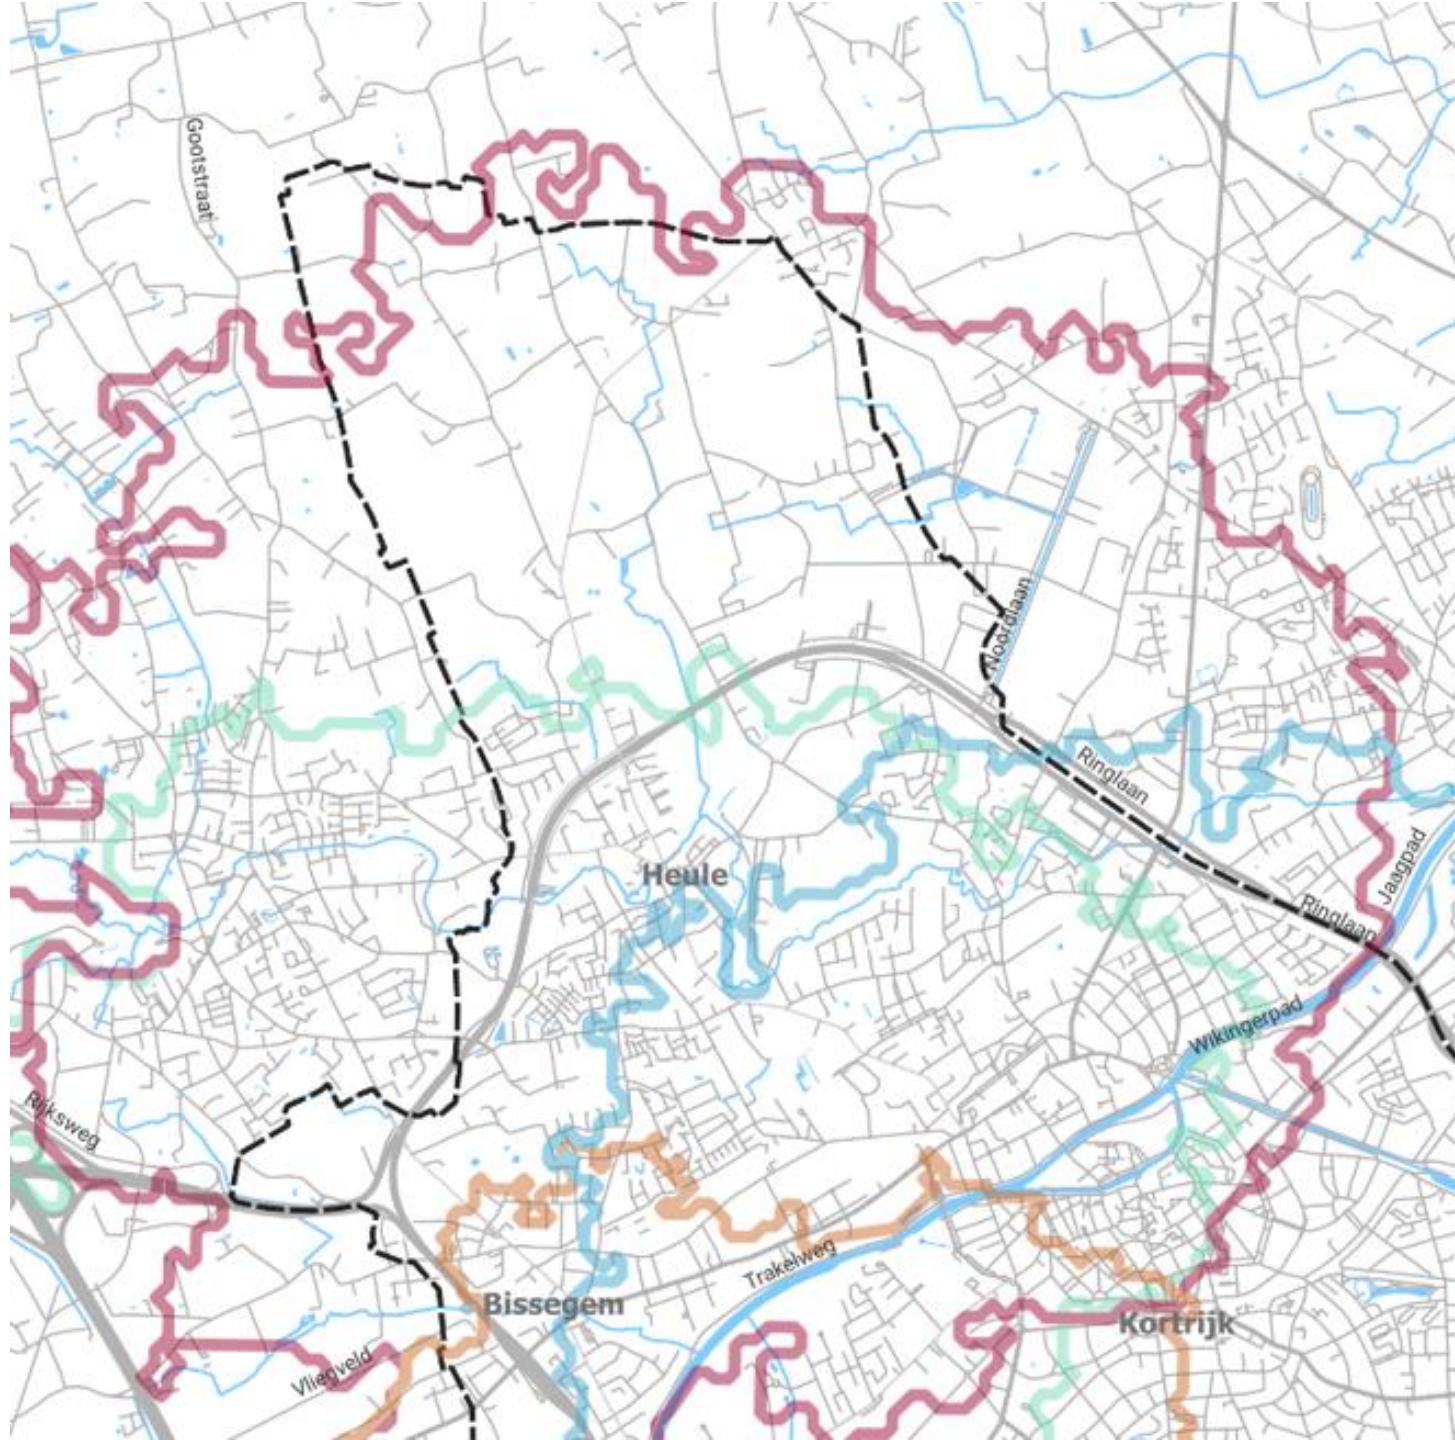 Gootstraat
Noordlaan
Ringlaan
Heule
Jaagpad
Ringlaan
Wikingerpad
Rijksweg
Trakelweg
Bissegem
Kortrijk
Vliegveld